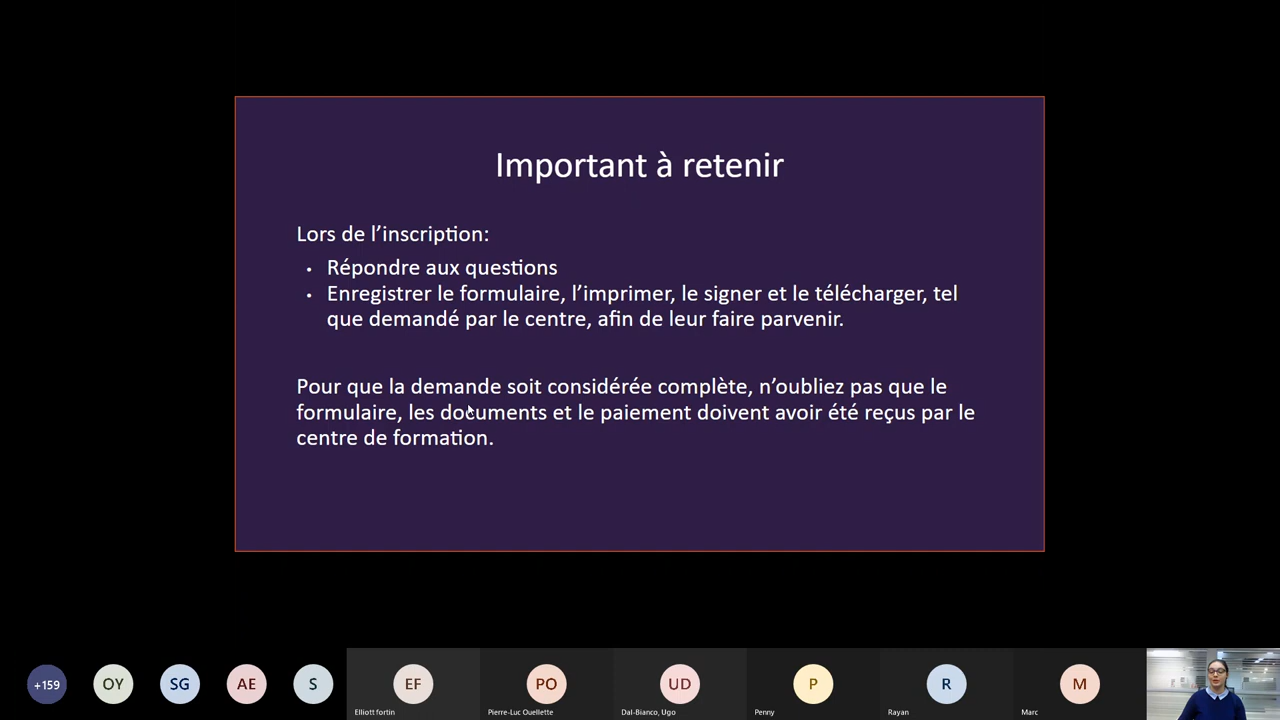 Important à retenir
Lors de l’inscription:
• Répondre aux questions
• Enregistrer le formulaire, l’imprimer, le signer et le télécharger, tel
que demandé par le centre, afin de leur faire parvenir.
Pour que la demande soit considérée complète, n’oubliez pas que le
formulaire, les documents et le paiement doivent avoir été reçus par le
centre de formation.
+159
OY
SG
AE
S
EF
PO
UD
P
R
M
Elliott fortin
Pierre-Luc Ouellette
Dal-Bianco, Ugo
Penny
Rayan
Marc